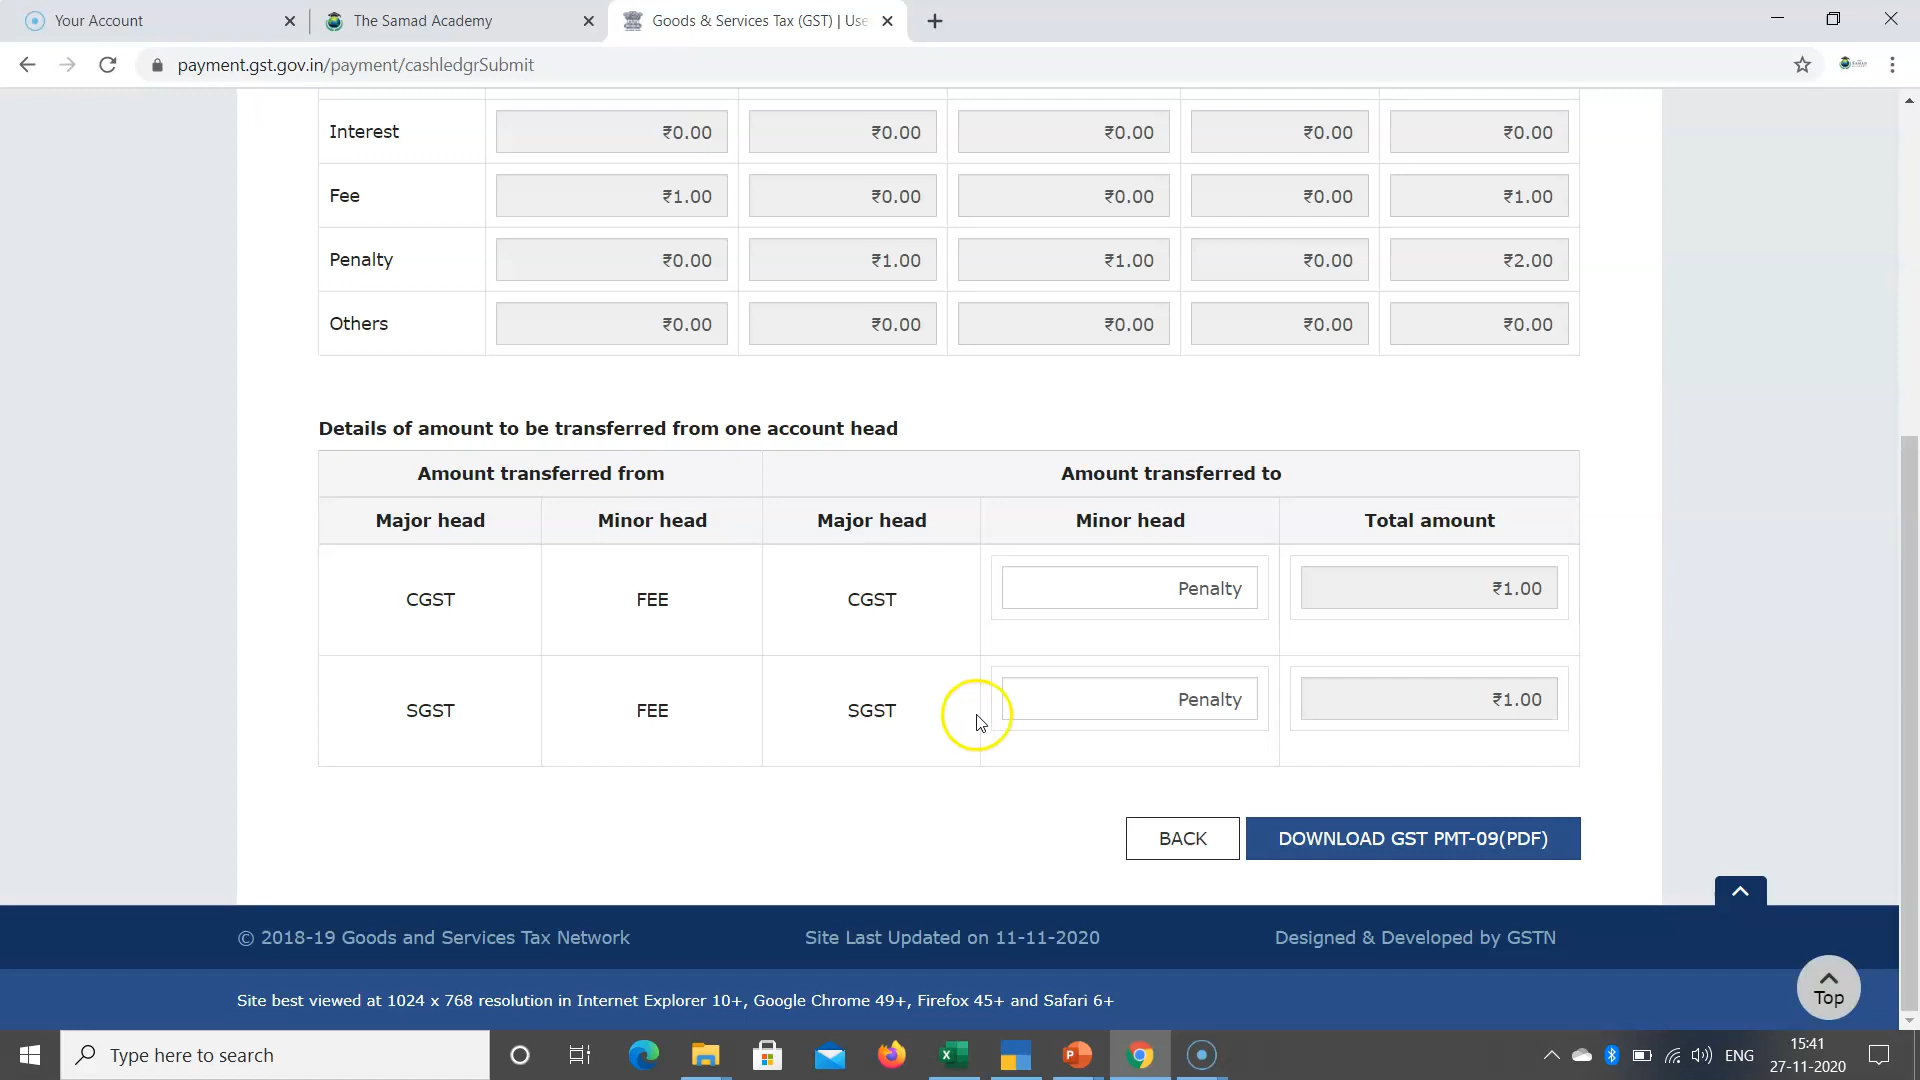 Your Account
The Samad Academy
Goods & Services Tax (GST) | Use
payment.gst.gov.in/payment/cashledgrSubmit
Interest ₹0.00 ₹0.00 ₹0.00 ₹0.00 ₹0.00
Fee ₹1.00 ₹0.00 ₹0.00 ₹0.00 ₹1.00
Penalty ₹0.00 ₹1.00 ₹1.00 ₹0.00 ₹2.00
Others ₹0.00 ₹0.00 ₹0.00 ₹0.00 ₹0.00
Details of amount to be transferred from one account head
Amount transferred from Amount transferred to
Major head Minor head Major head Minor head Total amount
CGST FEE CGST Penalty ₹1.00
SGST FEE SGST Penalty ₹1.00
BACK DOWNLOAD GST PMT-09(PDF)
© 2018-19 Goods and Services Tax Network Site Last Updated on 11-11-2020 Designed & Developed by GSTN
Site best viewed at 1024 x 768 resolution in Internet Explorer 10+, Google Chrome 49+, Firefox 45+ and Safari 6+
Top
Type here to search
ENG
15:41
27-11-2020